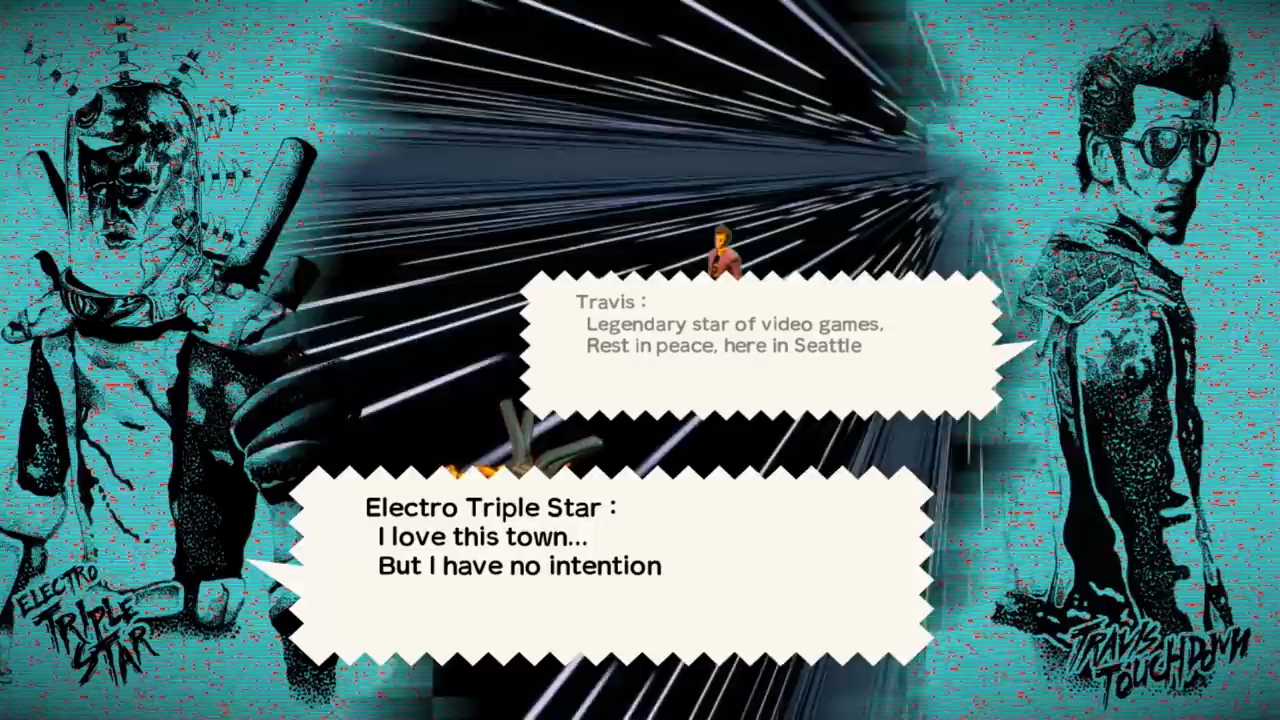 Travis :
Legendary star of video games.
Rest in peace, here in Seattle
Electro Triple Star :
I love this town...
But I have no intention
ELECTRO
TRIPLE
STAR
TRAVIS
TOUCHDOWN